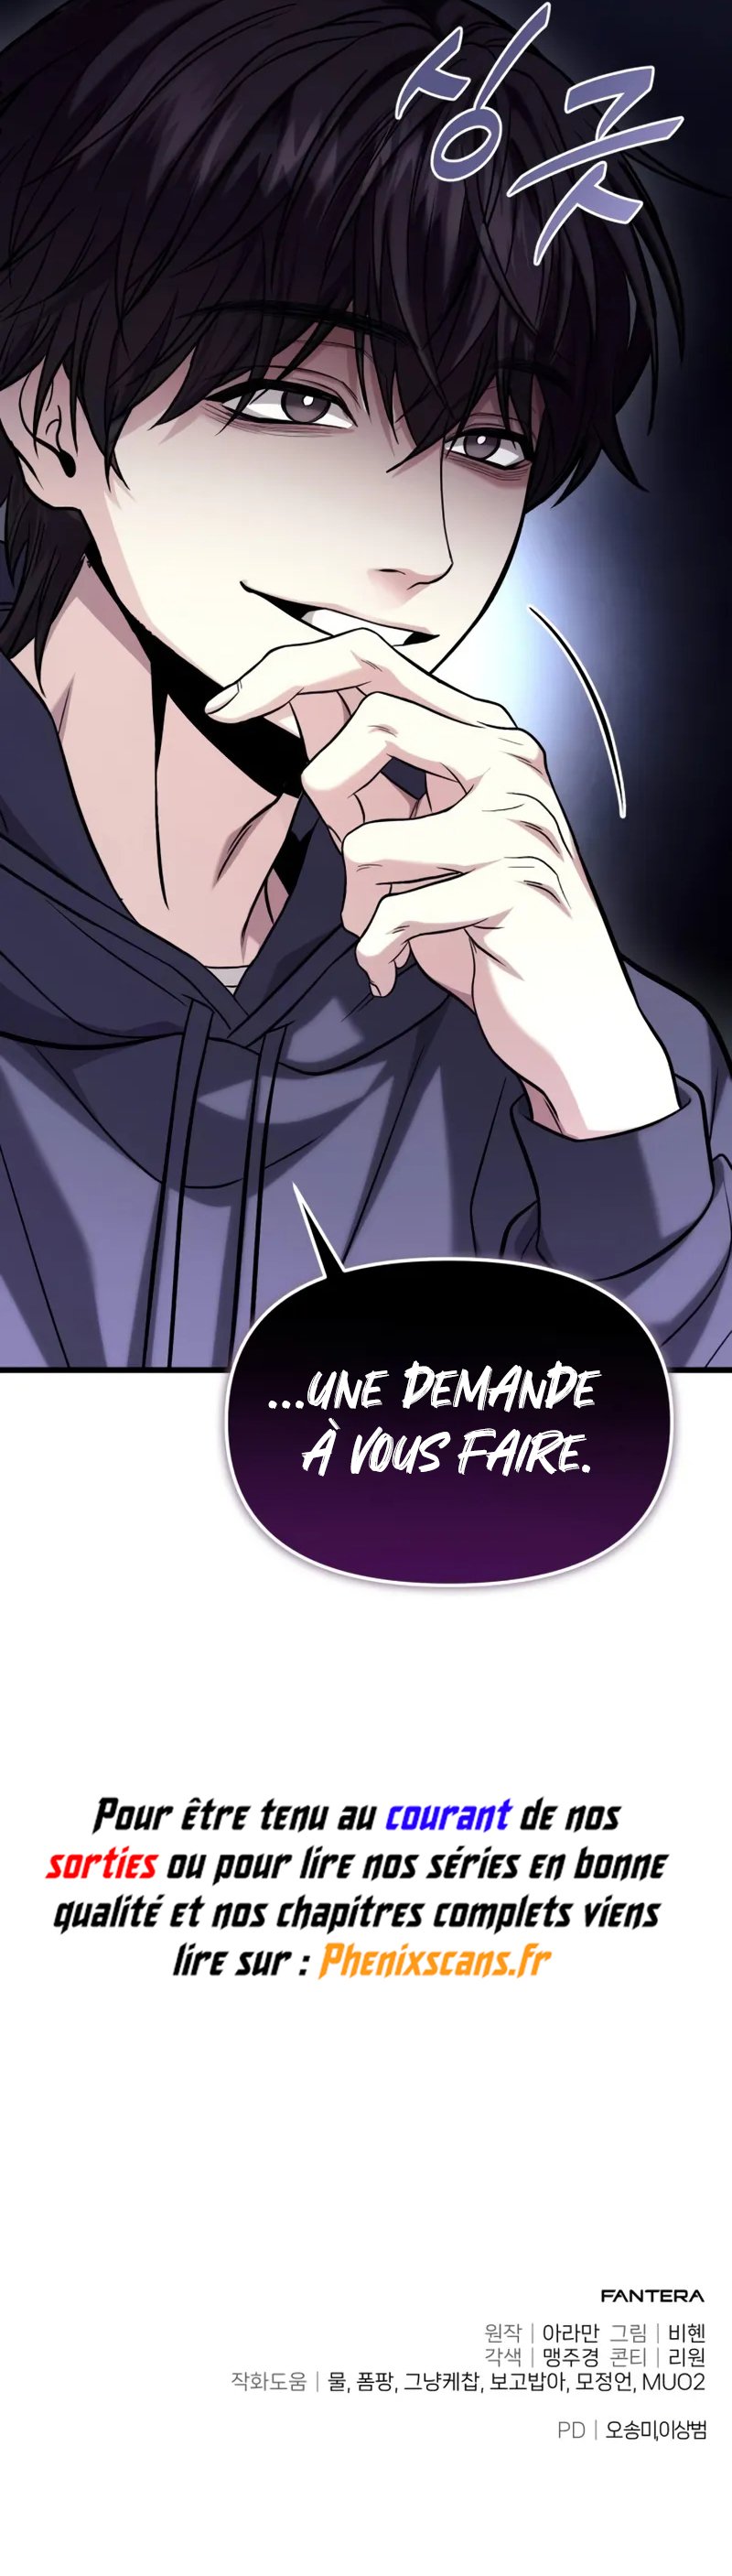 싱긋
...UNE DEMANDE
À VOUS FAIRE.
Pour être tenu au courant de nos
sorties ou pour lire nos séries en bonne
qualité et nos chapitres complets viens
lire sur : Phenixscans.fr
FANTERA
원작 | 아라만 그림 | 비헨
각색 | 맹주경 콘티 | 리원
작화도움 | 물, 폼팡, 그냥케찹, 보고밥아, 모정언, MU02
PD | 오송미,이상범